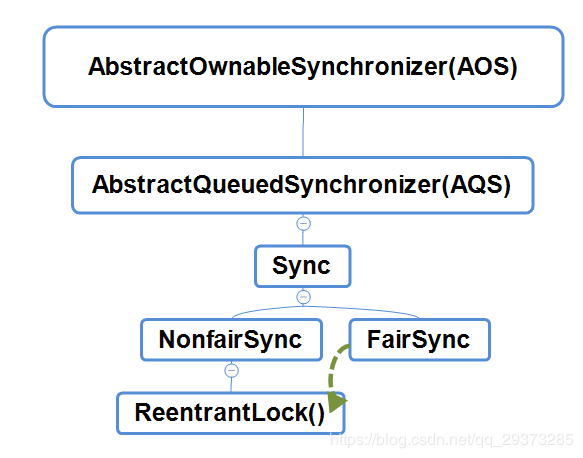 AbstractOwnableSynchronizer(AOS)
AbstractQueuedSynchronizer(AQS)
Sync
NonfairSync
FairSync
ReentrantLock()
https://blog.csdn.net/qq_29373285